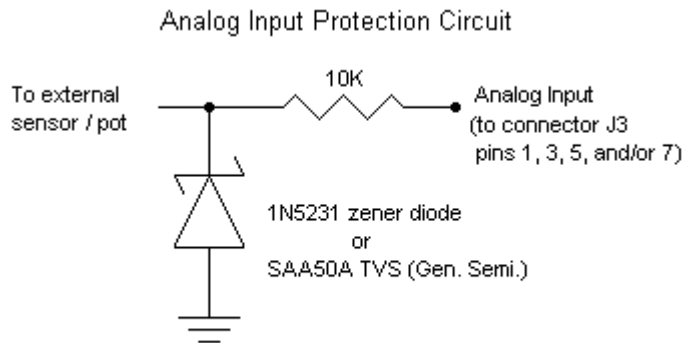 Analog Input Protection Circuit
10K
To external
sensor / pot
Analog Input
(to connector J3
pins 1, 3, 5, and/or 7)
1N5231 zener diode
or
SAA50A TVS (Gen. Semi.)